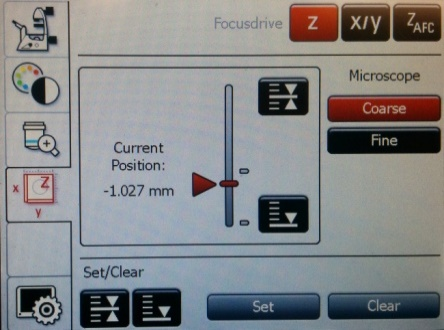 Focusdrive
Z
x/y
ZAFC
Microscope
Coarse
Fine
Current
Position:
-1.027 mm
x
Z
y
Set/Clear
Set
Clear